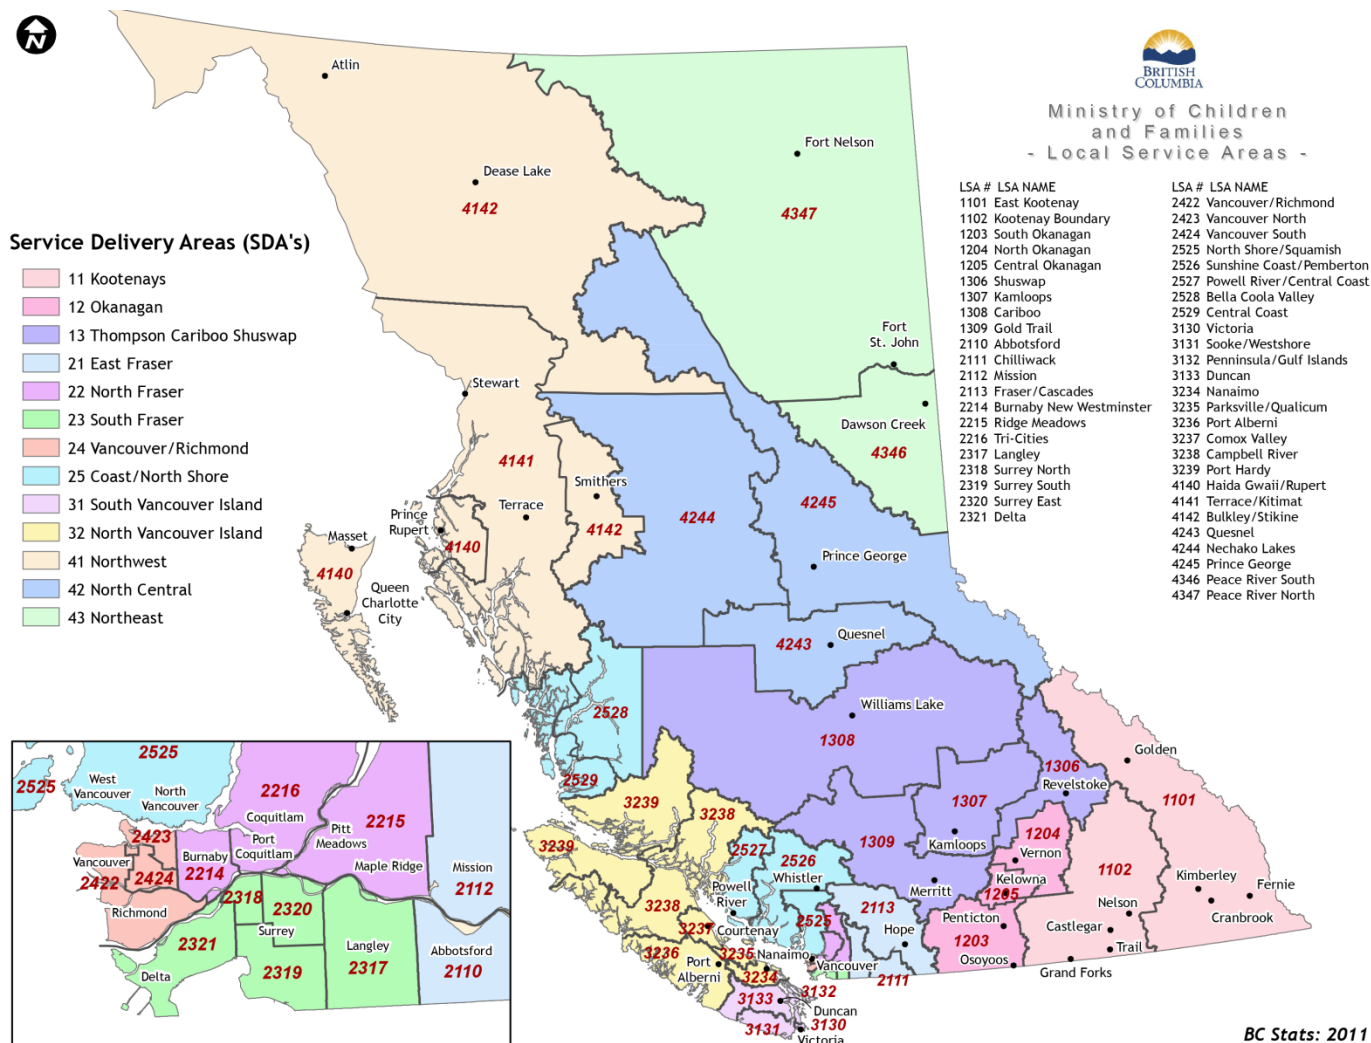 N
BRITISH
COLUMBIA
Ministry of Children
and Families
- Local Service Areas -
LSA # LSA NAME
1101 East Kootenay
1102 Kootenay Boundary
1203 South Okanagan
1204 North Okanagan
1205 Central Okanagan
1306 Shuswap
1307 Kamloops
1308 Cariboo
1309 Gold Trail
2110 Abbotsford
2111 Chilliwack
2112 Mission
2113 Fraser/Cascades
2214 Burnaby New Westminster
2215 Ridge Meadows
2216 Tri-Cities
2317 Langley
2318 Surrey North
2319 Surrey South
2320 Surrey East
2321 Delta
LSA # LSA NAME
2422 Vancouver/Richmond
2423 Vancouver North
2424 Vancouver South
2525 North Shore/Squamish
2526 Sunshine Coast/Pemberton
2527 Powell River/Central Coast
2528 Bella Coola Valley
2529 Central Coast
3130 Victoria
3131 Sooke/Westshore
3132 Penninsula/Gulf Islands
3133 Duncan
3234 Nanaimo
3235 Parksville/Qualicum
3236 Port Alberni
3237 Comox Valley
3238 Campbell River
3239 Port Hardy
4140 Haida Gwaii/Rupert
4141 Terrace/Kitimat
4142 Bulkley/Stikine
4243 Quesnel
4244 Nechako Lakes
4245 Prince George
4346 Peace River South
4347 Peace River North
Service Delivery Areas (SDA's)
11 Kootenays
12 Okanagan
13 Thompson Cariboo Shuswap
21 East Fraser
22 North Fraser
23 South Fraser
24 Vancouver/Richmond
25 Coast/North Shore
31 South Vancouver Island
32 North Vancouver Island
41 Northwest
42 North Central
43 Northeast
Atlin
Dease Lake
4142
Fort Nelson
4347
Fort
St. John
Dawson Creek
4346
Stewart
4141
Smithers
4142
Terrace
Prince
Rupert
4140
Masset
4140
Queen
Charlotte
City
4244
4245
Prince George
4243
Quesnel
Williams Lake
1308
2528
2529
3239
3238
3239
3238
2527
2526
Whistler
Powell
River
Courtenay
3237
3236
3235
Port
Alberni
Nanaimo
3234
2525
Vancouver
3132
3133
Duncan
3131
3130
Victoria
2113
Hope
2111
1309
Merritt
1307
Kamloops
1306
Revelstoke
1204
Vernon
Kelowna
1205
Penticton
1203
Osoyoos
Golden
1101
1102
Kimberley
Fernie
Cranbrook
Nelson
Castlegar
Trail
Grand Forks
2525
2525
West
Vancouver
North
Vancouver
2216
Coquitlam
2215
Pitt
Meadows
Port
Coquitlam
Maple Ridge
2423
Vancouver
2422
2424
Burnaby
2214
Richmond
2318
2320
Surrey
2321
2319
Delta
Langley
2317
Mission
2112
Abbotsford
2110
BC Stats: 2011